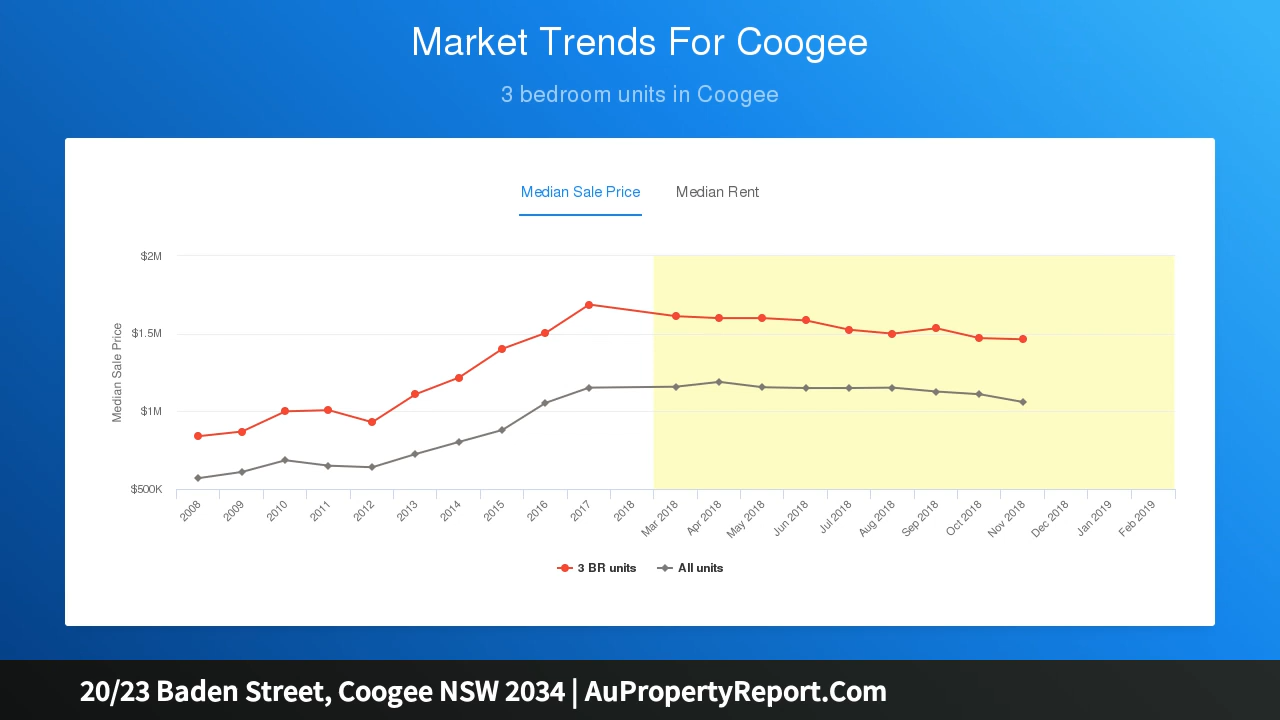 Market Trends For Coogee
3 bedroom units in Coogee
Median Sale Price
Median Rent
Median Sale Price
$2M
$1.5M
$1M
$500K
2008
2009
2010
2011
2012
2013
2014
2015
2016
2017
2018
Mar 2018
Apr 2018
May 2018
Jun 2018
Jul 2018
Aug 2018
Sep 2018
Oct 2018
Nov 2018
Dec 2018
Jan 2019
Feb 2019
3 BR units
All units
20/23 Baden Street, Coogee NSW 2034 | AuPropertyReport.Com